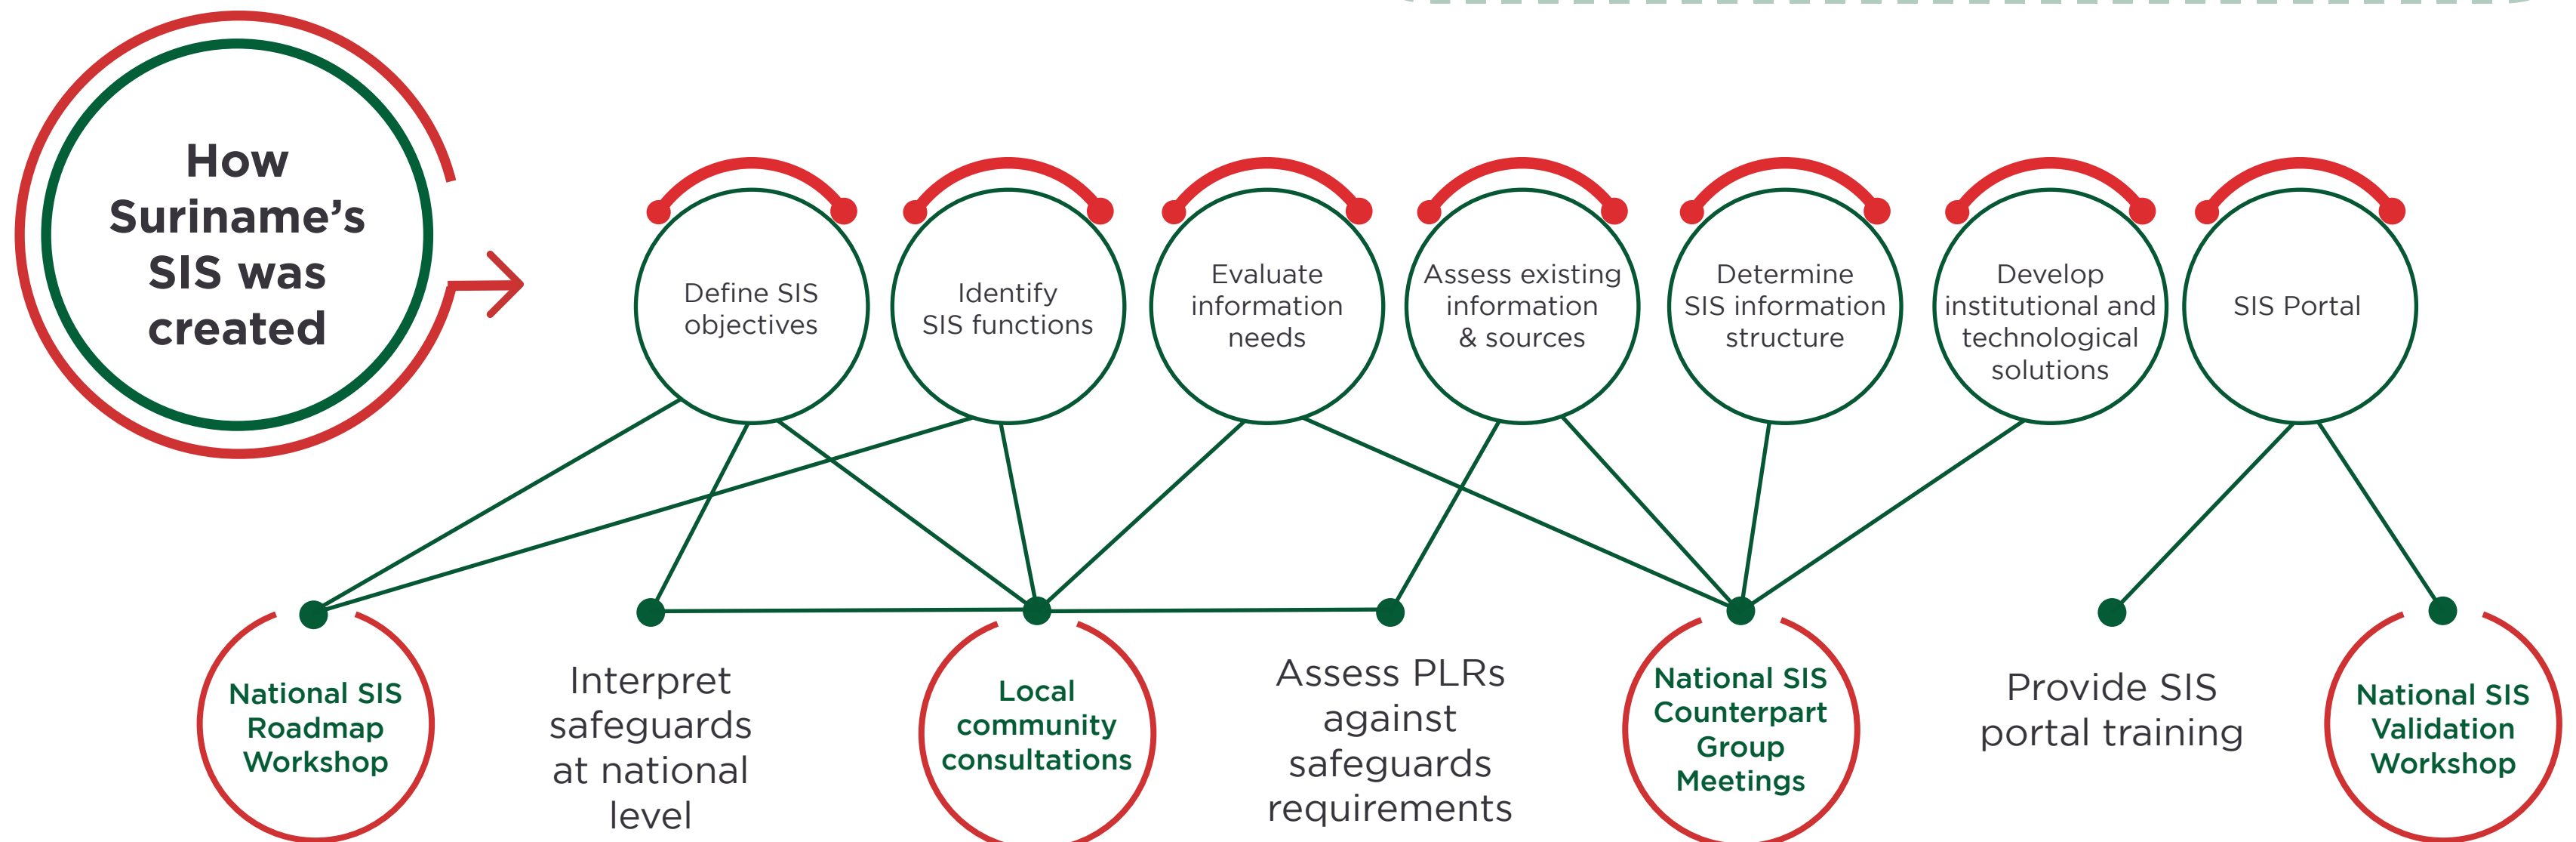 How
Suriname’s
SIS was
created
Define SIS
objectives
Identify
SIS functions
Evaluate
information
needs
Assess existing
information
& sources
Determine
SIS information
structure
Develop
institutional and
technological
solutions
SIS Portal
National SIS
Roadmap
Workshop
Interpret
safeguards
at national
level
Local
community
consultations
Assess PLRs
against
safeguards
requirements
National SIS
Counterpart
Group
Meetings
Provide SIS
portal training
National SIS
Validation
Workshop